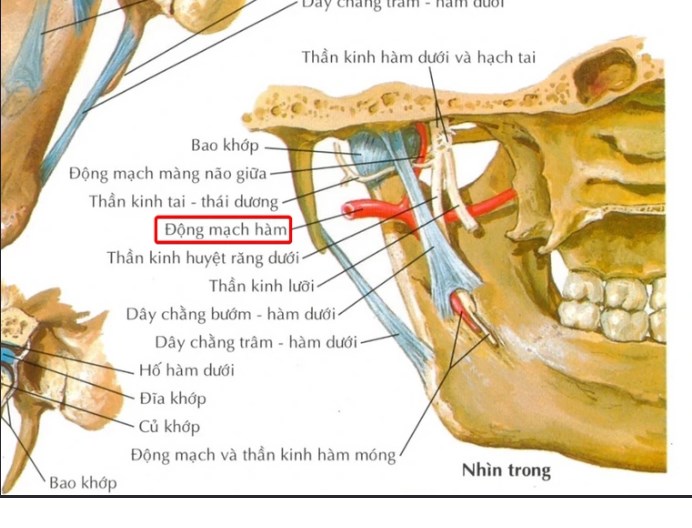 Dây chằng trâm - hàm dưới
Thần kinh hàm dưới và hạch tai
Bao khớp
Động mạch màng não giữa
Thần kinh tai - thái dương
Động mạch hàm
Thần kinh huyệt răng dưới
Thần kinh lưỡi
Dây chằng bướm - hàm dưới
Dây chằng trâm - hàm dưới
Hố hàm dưới
Đĩa khớp
Củ khớp
Động mạch và thần kinh hàm móng
Nhìn trong
Bao khớp